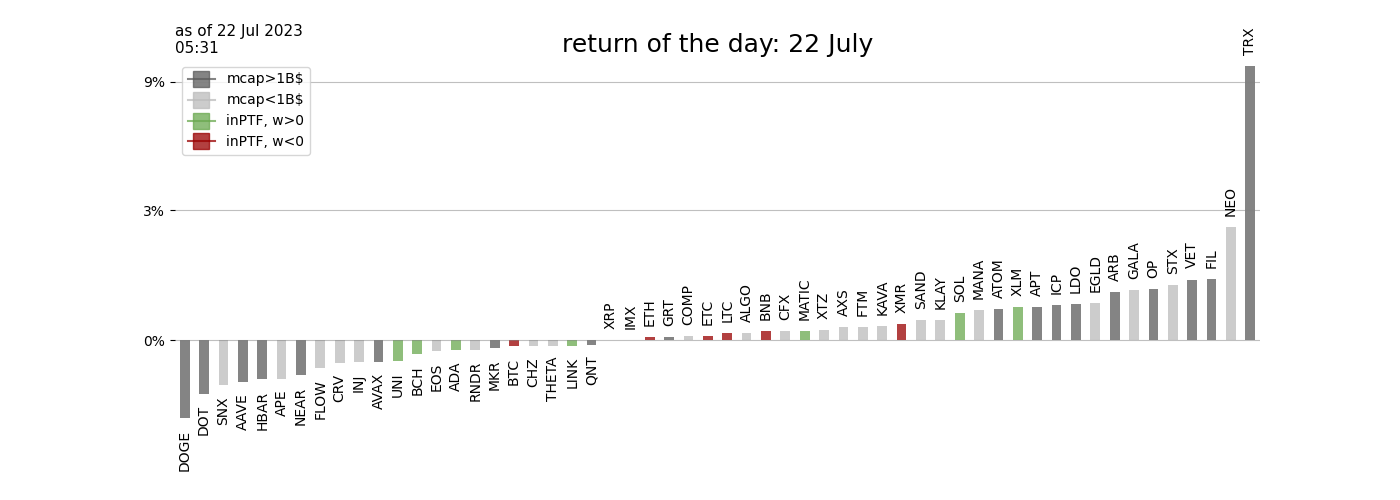 as of 22 Jul 2023
05:31
return of the day: 22 July
mcap>1B$
mcap<1B$
inPTF, w>0
inPTF, w<0
9%
3%
0%
DOGE
DOT
SNX
AAVE
HBAR
APE
NEAR
FLOW
CRV
INJ
AVAX
UNI
BCH
EOS
ADA
RNDR
MKR
BTC
CHZ
THETA
LINK
QNT
XRP
IMX
ETH
GRT
COMP
ETC
LTC
ALGO
BNB
CFX
MATIC
XTZ
AXS
FTM
KAVA
XMR
SAND
KLAY
SOL
MANA
ATOM
XLM
APT
ICP
LDO
EGLD
ARB
GALA
OP
STX
VET
FIL
NEO
TRX